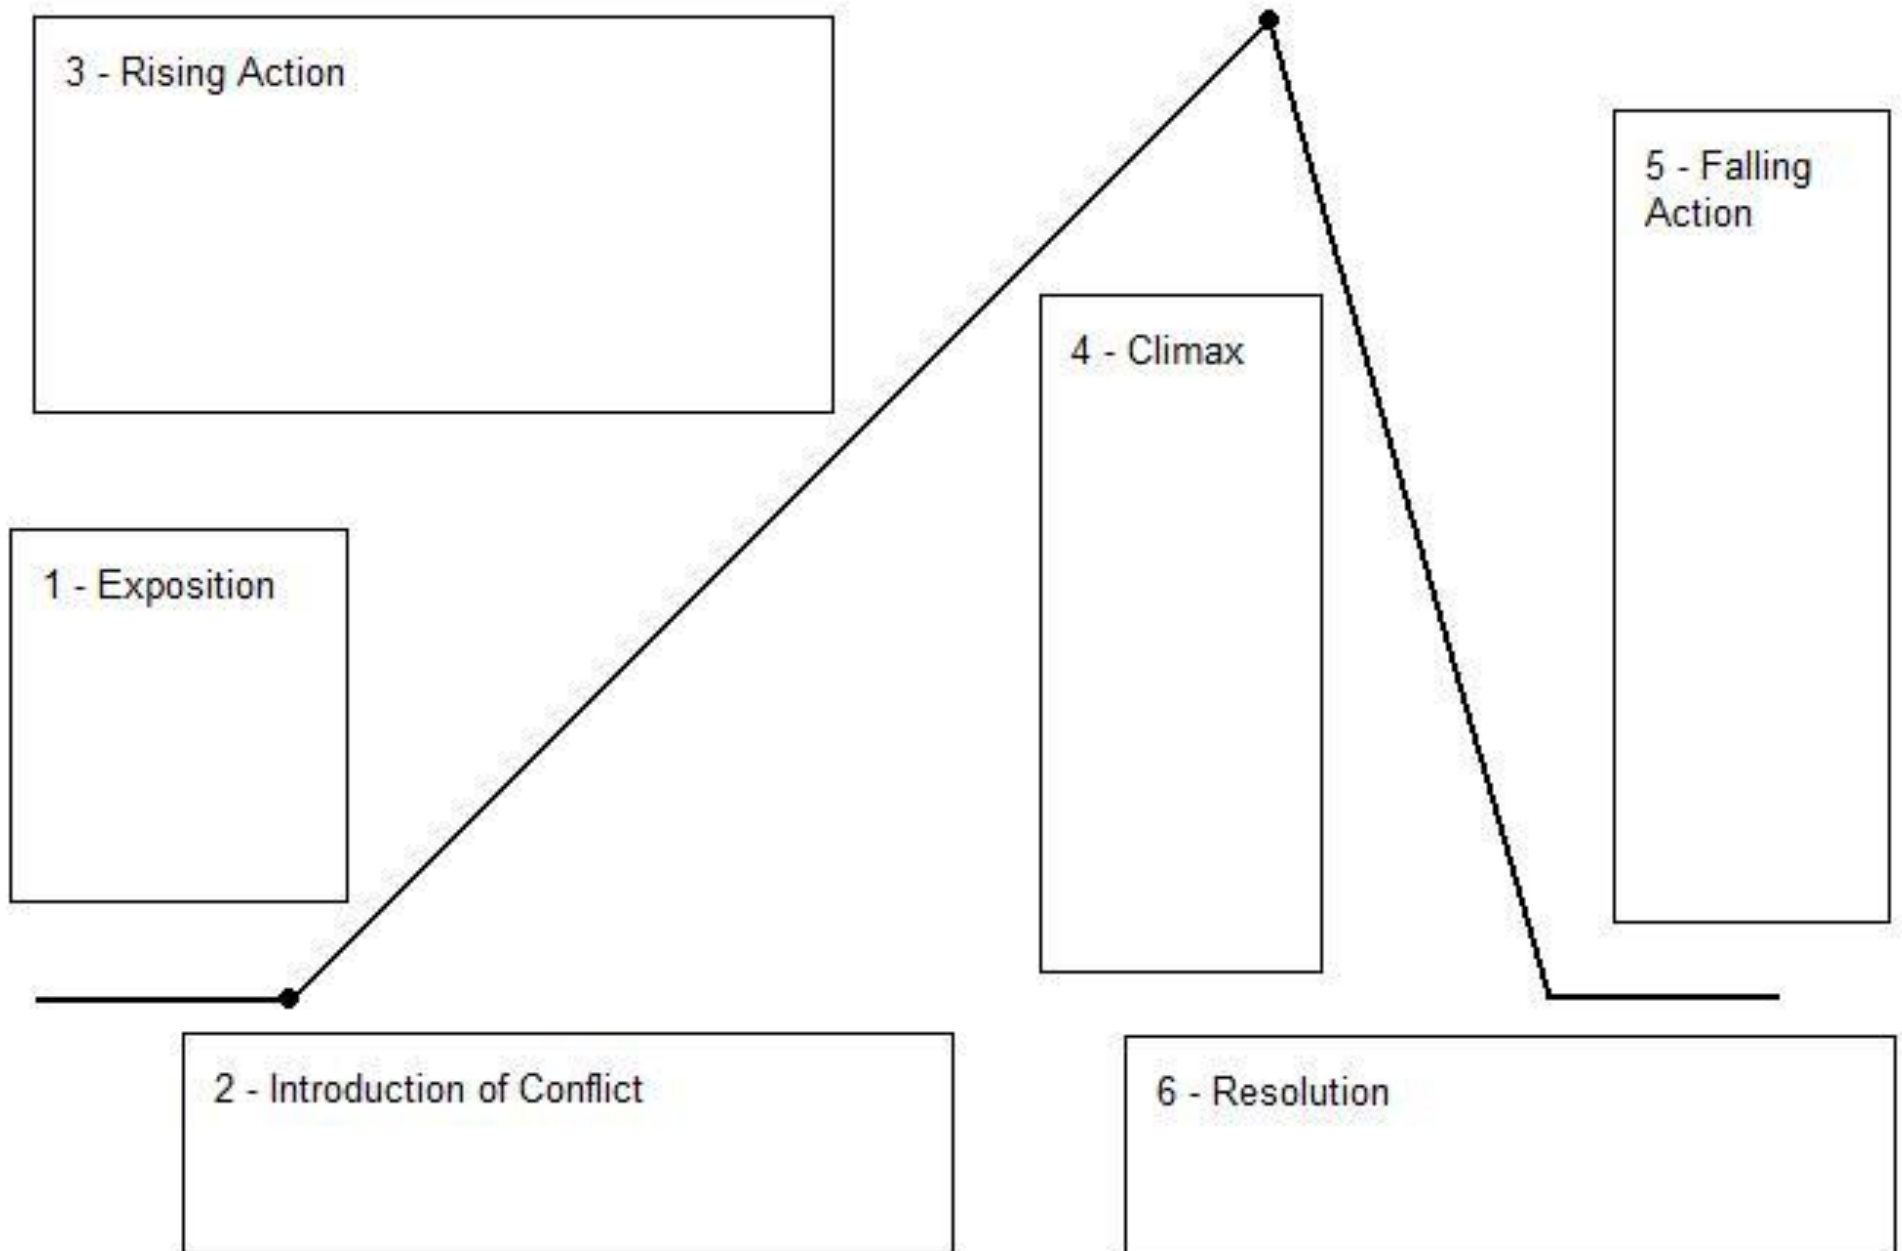 3 - Rising Action
5 - Falling
Action
4 - Climax
1 - Exposition
2 - Introduction of Conflict
6 - Resolution